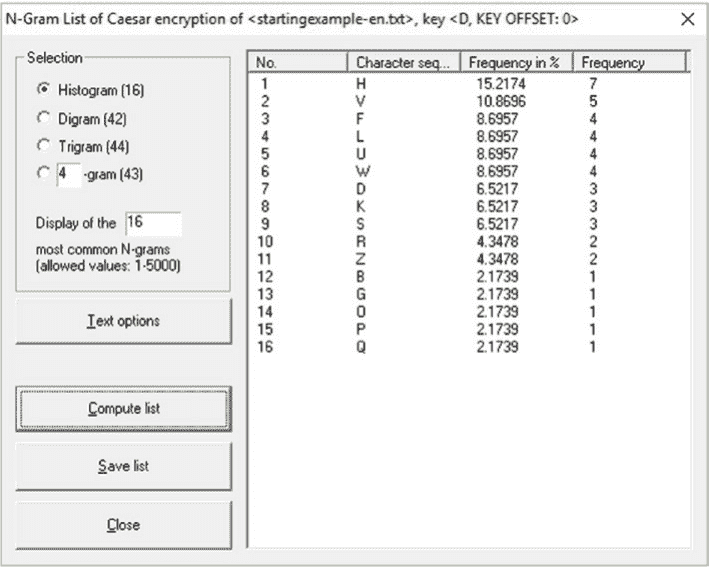 N-Gram List of Caesar encryption of <startingexample-en.txt>, key <D, KEY OFFSET: 0>
Selection
Histogram (16)
Digram (42)
Trigram (44)
4 -gram (43)
Display of the 16
most common N-grams
(allowed values: 1-5000)
Text options
Compute list
Save list
Close
No. Character seq... Frequency in % Frequency
1 H 15.2174 7
2 V 10.8696 5
3 F 8.6957 4
4 L 8.6957 4
5 U 8.6957 4
6 W 8.6957 4
7 D 6.5217 3
8 K 6.5217 3
9 S 6.5217 3
10 R 4.3478 2
11 Z 4.3478 2
12 B 2.1739 1
13 G 2.1739 1
14 O 2.1739 1
15 P 2.1739 1
16 Q 2.1739 1